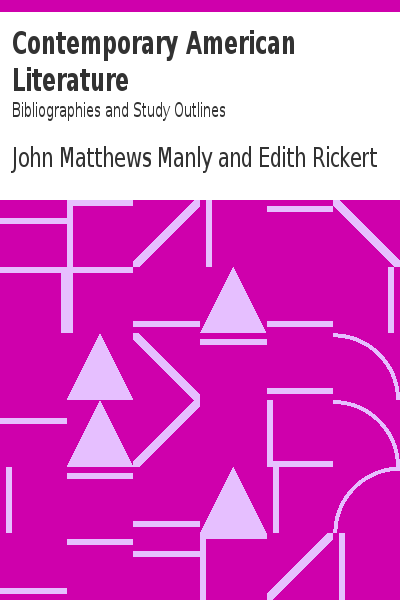 Contemporary American
Literature
Bibliographies and Study Outlines
John Matthews Manly and Edith Rickert